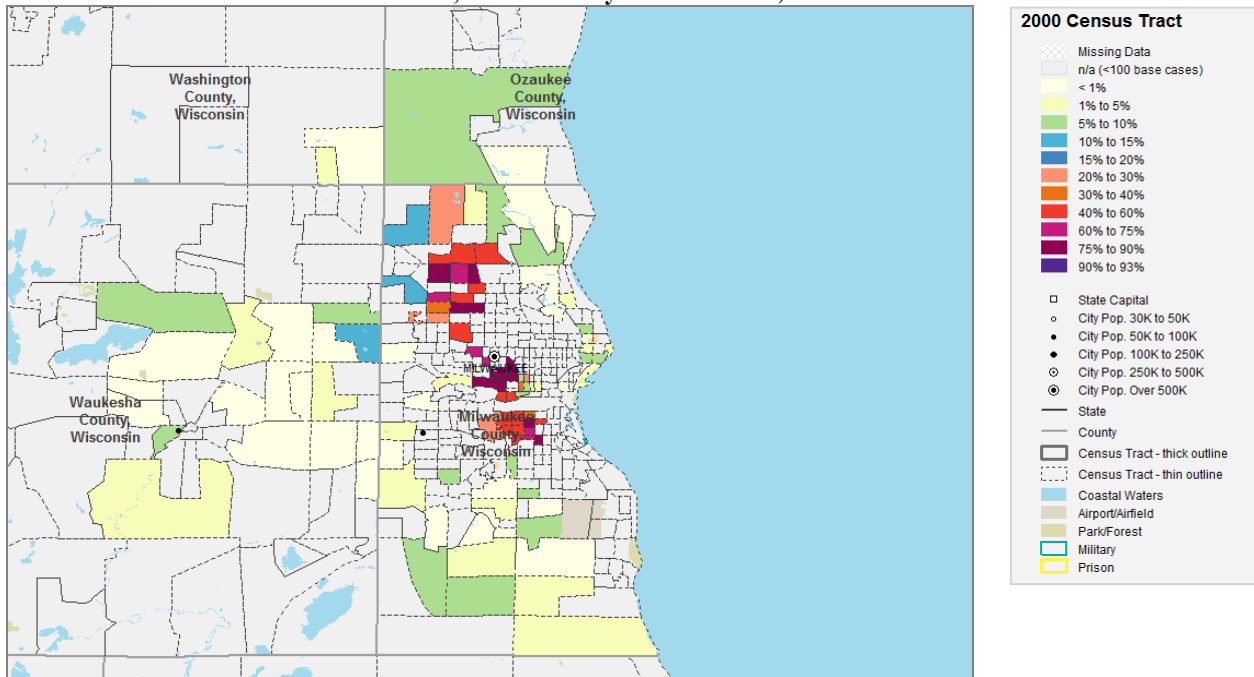 Washington
County,
Wisconsin
Ozaukee
County,
Wisconsin
MILWAUKEE
Waukesha
County,
Wisconsin
Milwaukee
County
Wisconsin
2000 Census Tract
Missing Data
n/a (<100 base cases)
< 1%
1% to 5%
5% to 10%
10% to 15%
15% to 20%
20% to 30%
30% to 40%
40% to 60%
60% to 75%
75% to 90%
90% to 93%
State Capital
City Pop. 30K to 50K
City Pop. 50K to 100K
City Pop. 100K to 250K
City Pop. 250K to 500K
City Pop. Over 500K
State
County
Census Tract - thick outline
Census Tract - thin outline
Coastal Waters
Airport/Airfield
Park/Forest
Military
Prison